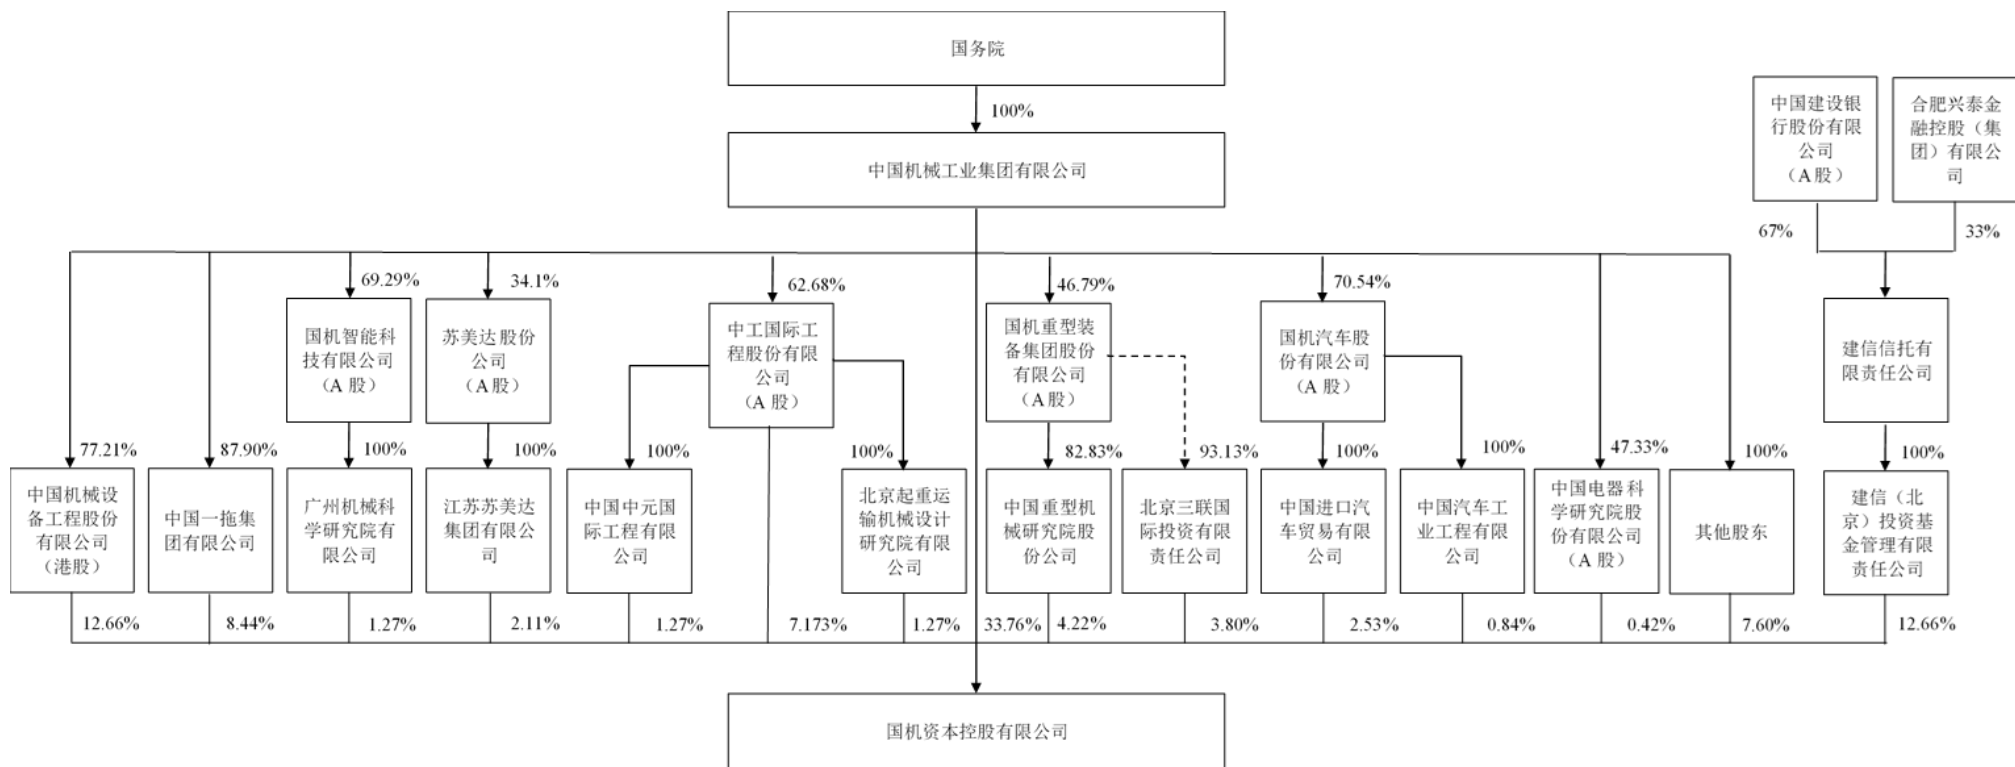 国务院
100%
中国机械工业集团有限公司
中国建设银
行股份有限
公司
（A股）
合肥兴泰金
融控股（集
团）有限公
司
67%
33%
69.29%
34.1%
62.68%
46.79%
70.54%
国机智能科
技有限公司
（A 股）
苏美达股份
公司
（A股）
中工国际工
程股份有限
公司
（A 股）
国机重型装
备集团股份
有限公司
（A股）
国机汽车股
份有限公司
（A 股）
建信信托有
限责任公司
77.21%
87.90%
100%
100%
100%
100%
82.83%
93.13%
100%
100%
47.33%
100%
100%
中国机械设
备工程股份
有限公司
（港股）
中国一拖集
团有限公司
广州机械科
学研究院有
限公司
江苏苏美达
集团有限公
司
中国中元国
际工程有限
公司
北京起重运
输机械设计
研究院有限
公司
中国重型机
械研究院股
份公司
北京三联国
际投资有限
责任公司
中国进口汽
车贸易有限
公司
中国汽车工
业工程有限
公司
中国电器科
学研究院股
份有限公司
（A 股）
其他股东
建信（北
京）投资基
金管理有限
责任公司
12.66%
8.44%
1.27%
2.11%
1.27%
7.173%
1.27%
33.76%
4.22%
3.80%
2.53%
0.84%
0.42%
7.60%
12.66%
国机资本控股有限公司